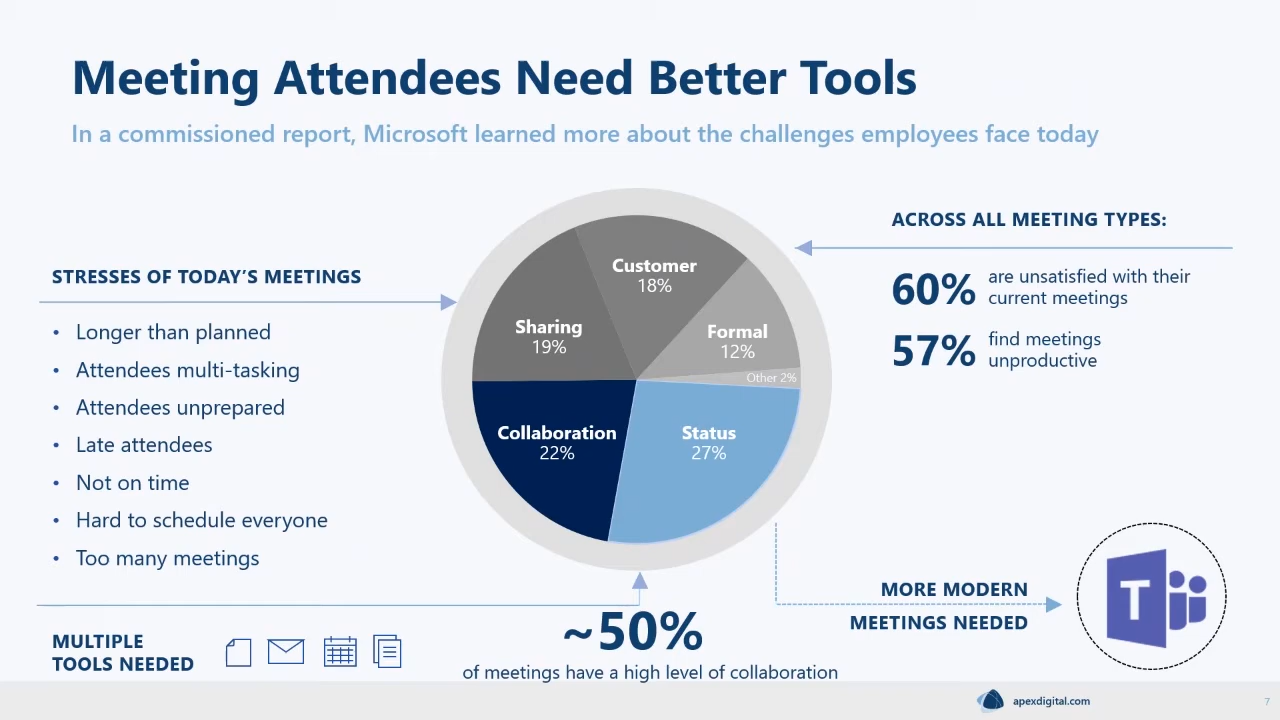 Meeting Attendees Need Better Tools
In a commissioned report, Microsoft learned more about the challenges employees face today
STRESSES OF TODAY’S MEETINGS
• Longer than planned
• Attendees multi-tasking
• Attendees unprepared
• Late attendees
• Not on time
• Hard to schedule everyone
• Too many meetings
MULTIPLE
TOOLS NEEDED
Customer
18%
Sharing
19%
Formal
12%
Other 2%
Collaboration
22%
Status
27%
~50%
of meetings have a high level of collaboration
ACROSS ALL MEETING TYPES:
60% are unsatisfied with their
current meetings
57% find meetings
unproductive
MORE MODERN
MEETINGS NEEDED
T
apexdigital.com
7